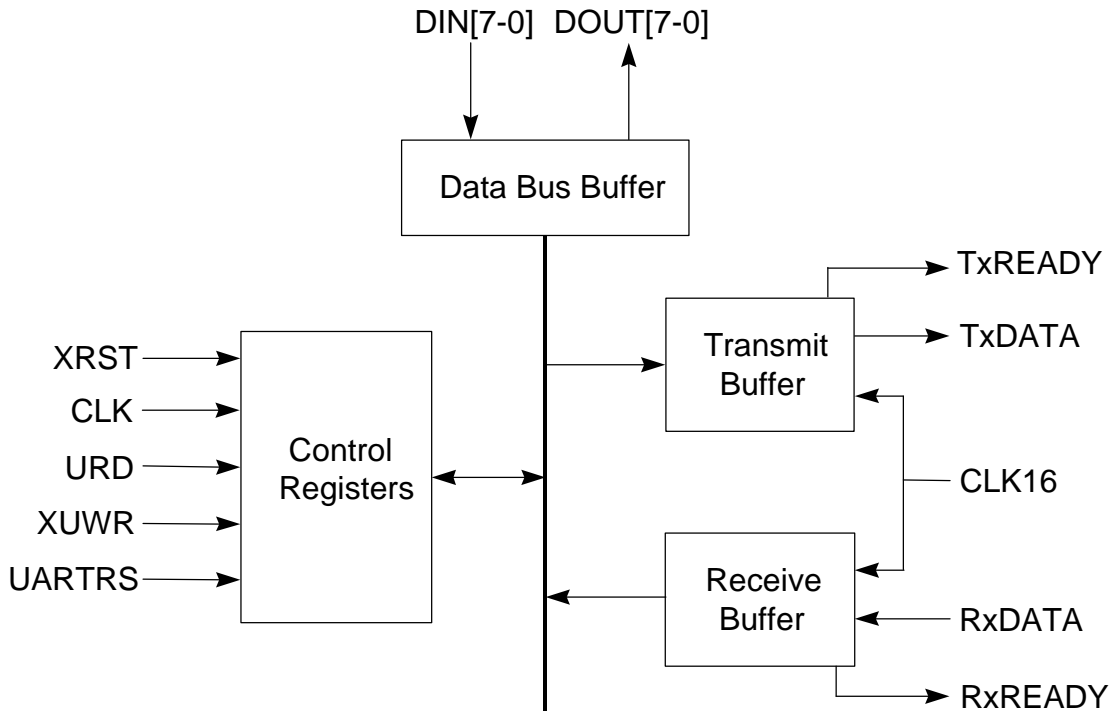 DIN[7-0] DOUT[7-0]
Data Bus Buffer
TxREADY
TxDATA
Transmit
Buffer
XRST
CLK
URD
XUWR
UARTRS
Control
Registers
CLK16
Receive
Buffer
RxDATA
RxREADY